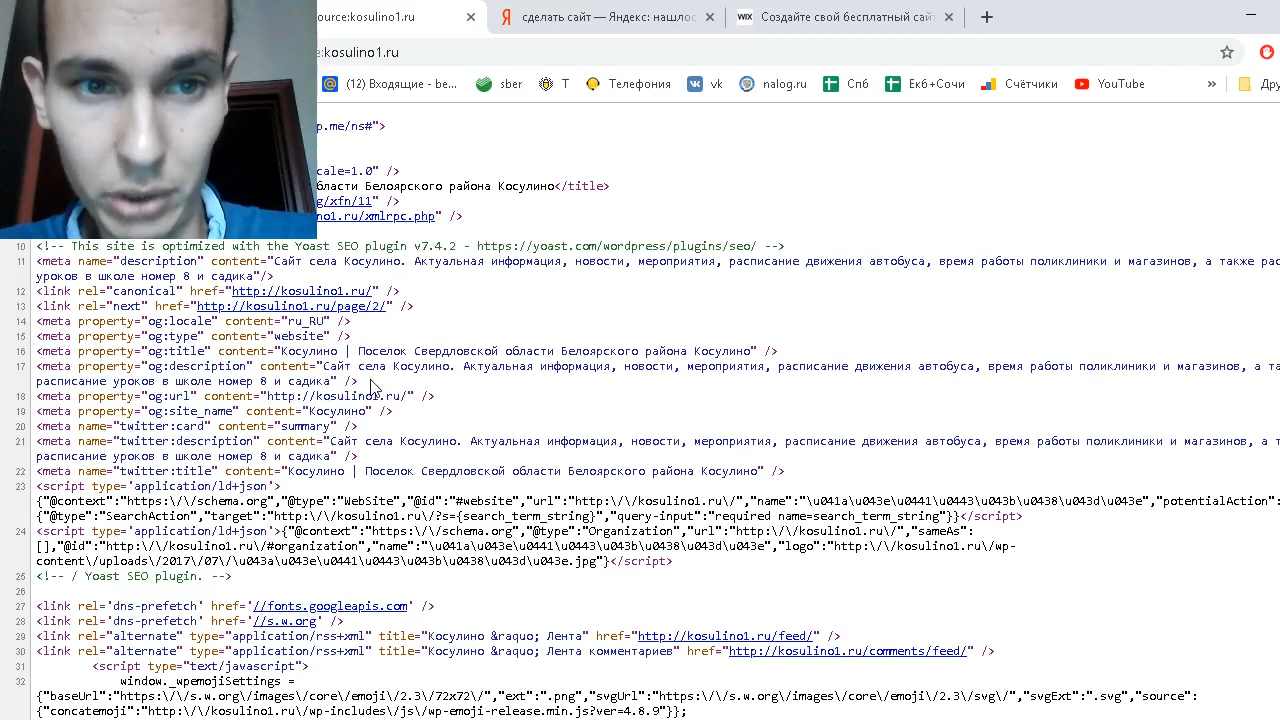 source:kosulino1.ru
сделать сайт — Яндекс: нашлос
WIX Создайте свой бесплатный сайт
:kosulino1.ru
(12) Входящие - be... sber T Телефония vk nalog.ru Спб Екб+Сочи Счётчики YouTube » Дру
p.me/ns#">
cale=1.0" />
бласти Белоярского района Косулино</title>
g/xfn/11" />
no1.ru/xmlrpc.php" />
10 <!-- This site is optimized with the Yoast SEO plugin v7.4.2 - https://yoast.com/wordpress/plugins/seo/ -->
11 <meta name="description" content="Сайт села Косулино. Актуальная информация, новости, мероприятия, расписание движения автобуса, время работы поликлиники и магазинов, а также рас
уроков в школе номер 8 и садика"/>
12 <link rel="canonical" href="http://kosulino1.ru/" />
13 <link rel="next" href="http://kosulino1.ru/page/2/" />
14 <meta property="og:locale" content="ru_RU" />
15 <meta property="og:type" content="website" />
16 <meta property="og:title" content="Косулино | Поселок Свердловской области Белоярского района Косулино" />
17 <meta property="og:description" content="Сайт села Косулино. Актуальная информация, новости, мероприятия, расписание движения автобуса, время работы поликлиники и магазинов, а та
расписание уроков в школе номер 8 и садика" />
18 <meta property="og:url" content="http://kosulino1.ru/" />
19 <meta property="og:site_name" content="Косулино" />
20 <meta name="twitter:card" content="summary" />
21 <meta name="twitter:description" content="Сайт села Косулино. Актуальная информация, новости, мероприятия, расписание движения автобуса, время работы поликлиники и магазинов, а т
расписание уроков в школе номер 8 и садика" />
22 <meta name="twitter:title" content="Косулино | Поселок Свердловской области Белоярского района Косулино" />
23 <script type='application/ld+json'>
{"@context":"https:\/\/schema.org","@type":"WebSite","@id":"#website","url":"http:\/\/kosulino1.ru\/","name":"\u041a\u043e\u0441\u0443\u043b\u0438\u043d\u043e","potentialAction":
{"@type":"SearchAction","target":"http:\/\/kosulino1.ru\/?s={search_term_string}","query-input":"required name=search_term_string"}}</script>
24 <script type='application/ld+json'>{"@context":"https:\/\/schema.org","@type":"Organization","url":"http:\/\/kosulino1.ru\/","sameAs":
[],"@id":"http:\/\/kosulino1.ru\/#organization","name":"\u041a\u043e\u0441\u0443\u043b\u0438\u043d\u043e","logo":"http:\/\/kosulino1.ru\/wp-
content\/uploads\/2017\/07\/\u043a\u043e\u0441\u0443\u043b\u0438\u043d\u043e.jpg"}</script>
25 <!-- / Yoast SEO plugin. -->
26
27 <link rel='dns-prefetch' href='//fonts.googleapis.com' />
28 <link rel='dns-prefetch' href='//s.w.org' />
29 <link rel="alternate" type="application/rss+xml" title="Косулино &raquo; Лента" href="http://kosulino1.ru/feed/" />
30 <link rel="alternate" type="application/rss+xml" title="Косулино &raquo; Лента комментариев" href="http://kosulino1.ru/comments/feed/" />
31 <script type="text/javascript">
32 window._wpemojiSettings =
{"baseUrl":"https:\/\/s.w.org\/images\/core\/emoji\/2.3\/72x72\/","ext":".png","svgUrl":"https:\/\/s.w.org\/images\/core\/emoji\/2.3\/svg\/","svgExt":".svg","source":
{"concatemoji":"http:\/\/kosulino1.ru\/wp-includes\/js\/wp-emoji-release.min.js?ver=4.8.9"}};